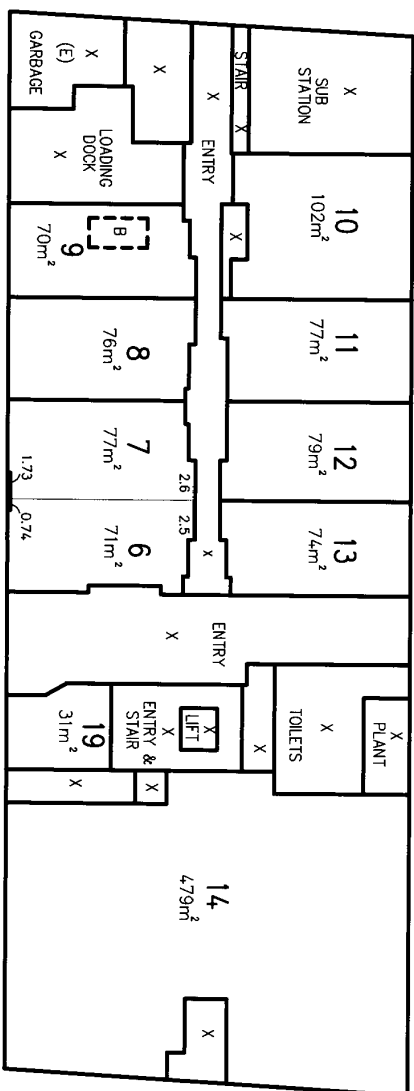 GARBAGE
(E)
X
X
STAIR
X
SUB
STATION
X
LOADING
DOCK
X
ENTRY
10
102m²
X
B
9
70m²
11
77m²
8
76m²
12
79m²
7
77m²
2.6
1.73
13
74m²
2.5
0.74
6
71m²
X
ENTRY
X
PLANT
X
TOILETS
X
LIFT
X
ENTRY &
STAIR
X
X
19
31m²
X
X
14
479m²
X